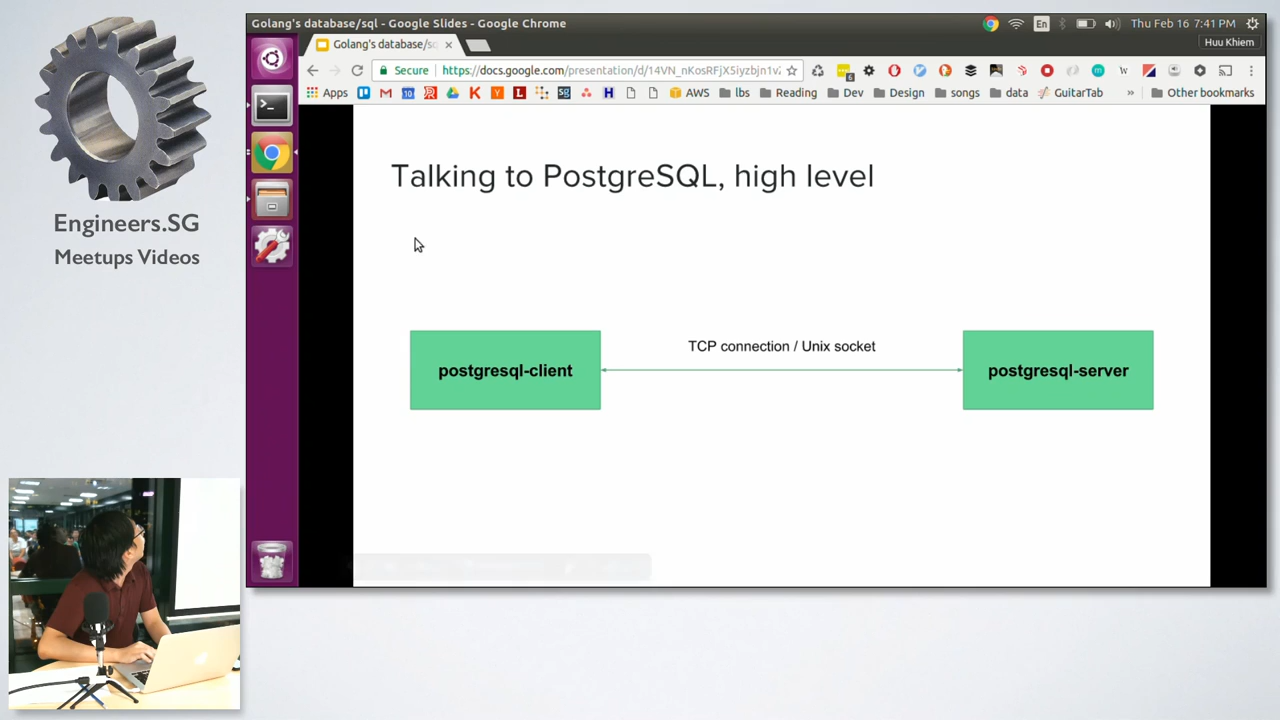 Engineers.SG
Meetups Videos
Golang's database/sql - Google Slides - Google Chrome
En
Thu Feb 16 7:41 PM
Golang's database/sq
Huu Khiem
Secure
https://docs.google.com/presentation/d/14VN_nKosRFjX5iyzbjn1v
Apps
AWS
lbs
Reading
Dev
Design
songs
data
GuitarTab
»
Other bookmarks
Talking to PostgreSQL, high level
TCP connection / Unix socket
postgresql-client
postgresql-server